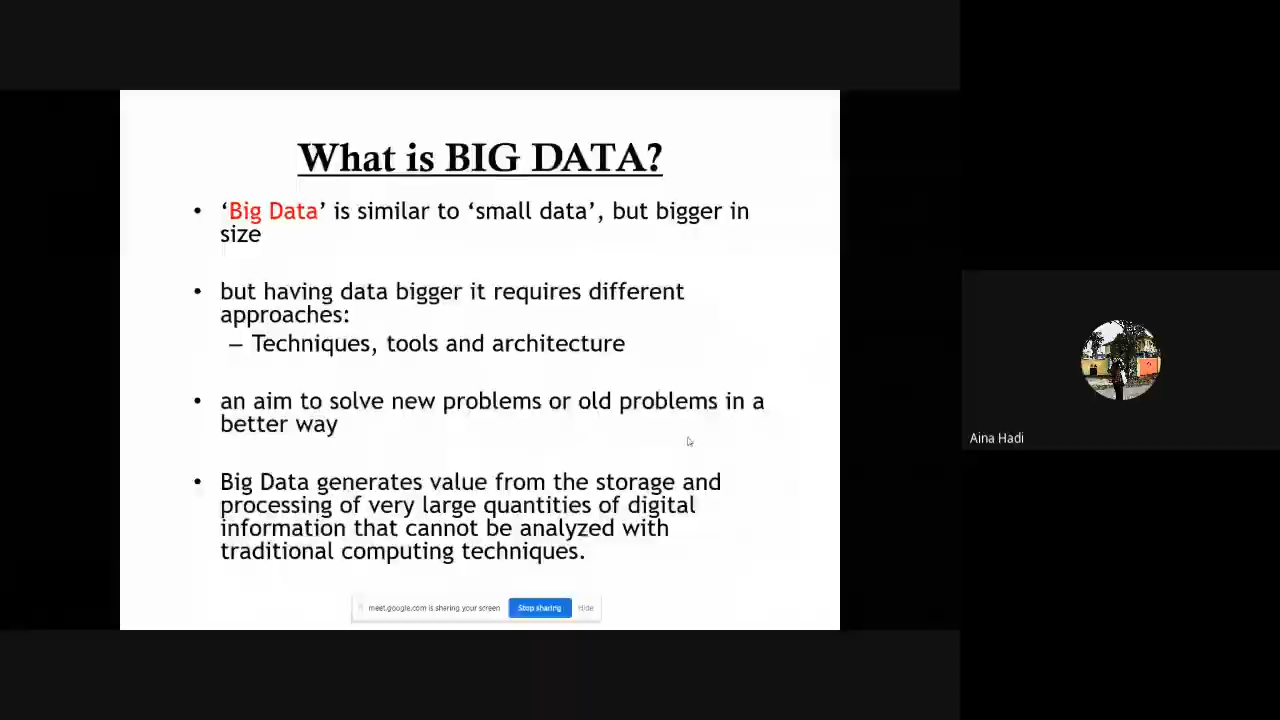 What is BIG DATA?
• ‘Big Data’ is similar to ‘small data’, but bigger in
size
• but having data bigger it requires different
approaches:
– Techniques, tools and architecture
• an aim to solve new problems or old problems in a
better way
• Big Data generates value from the storage and
processing of very large quantities of digital
information that cannot be analyzed with
traditional computing techniques.
meet.google.com is sharing your screen Stop sharing Hide
Aina Hadi